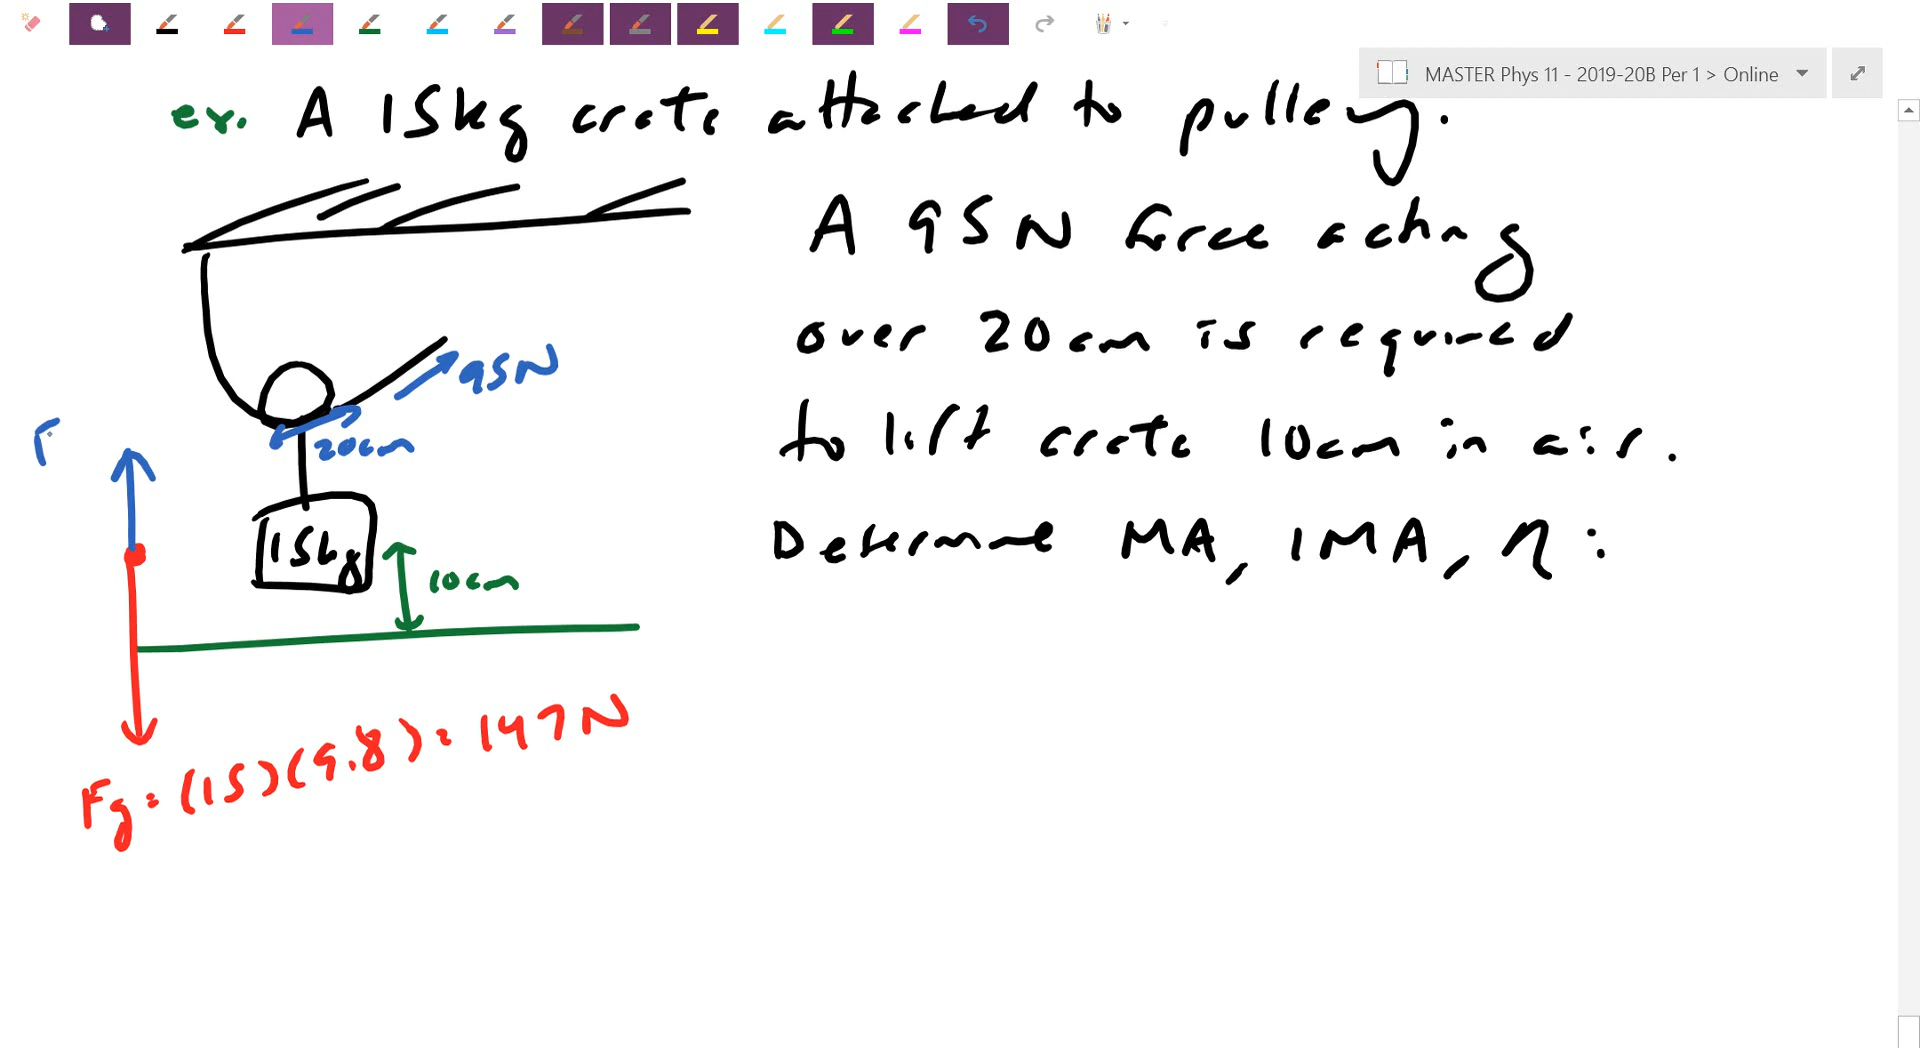 MASTER Phys 11 - 2019-20B Per 1 > Online
ex. A 15kg crate attached to pulley.
A 95N force acting
over 20cm is required
to lift crate 10cm in air.
Determine MA, IMA, η :
95N
20cm
F
15kg
10cm
Fg = (15)(9.8) = 147N